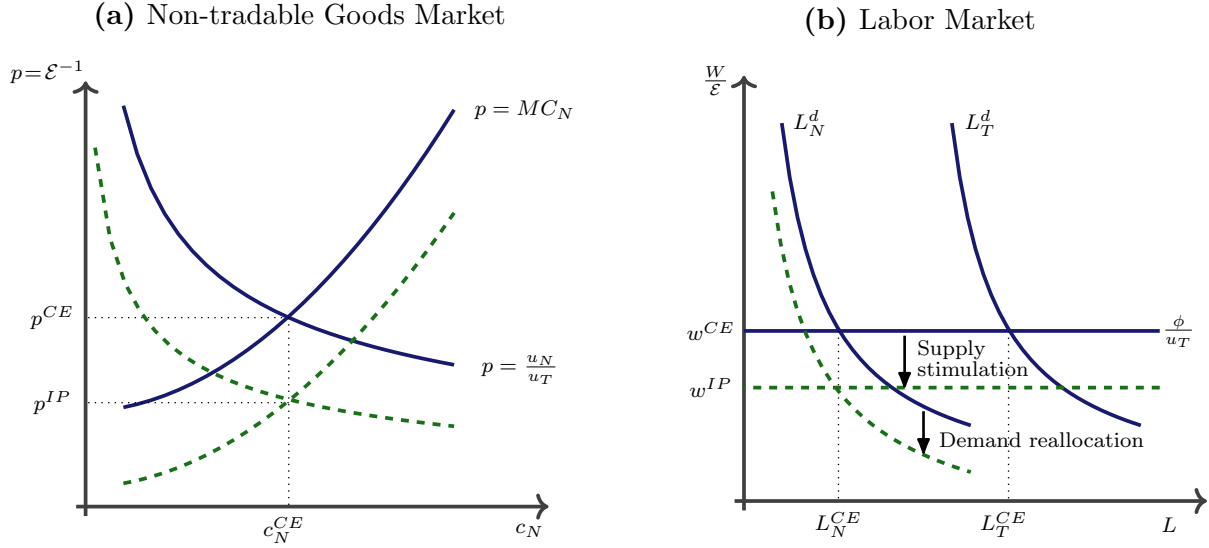 (a) Non-tradable Goods Market
p = ℰ⁻¹
p = MC_N
p^{CE}
p = u_N/u_T
p^{IP}
c_N^{CE}
c_N
(b) Labor Market
W/ℰ
L_N^d
L_T^d
w^{CE}
ϕ/u_T
Supply
stimulation
w^{IP}
Demand reallocation
L_N^{CE}
L_T^{CE}
L